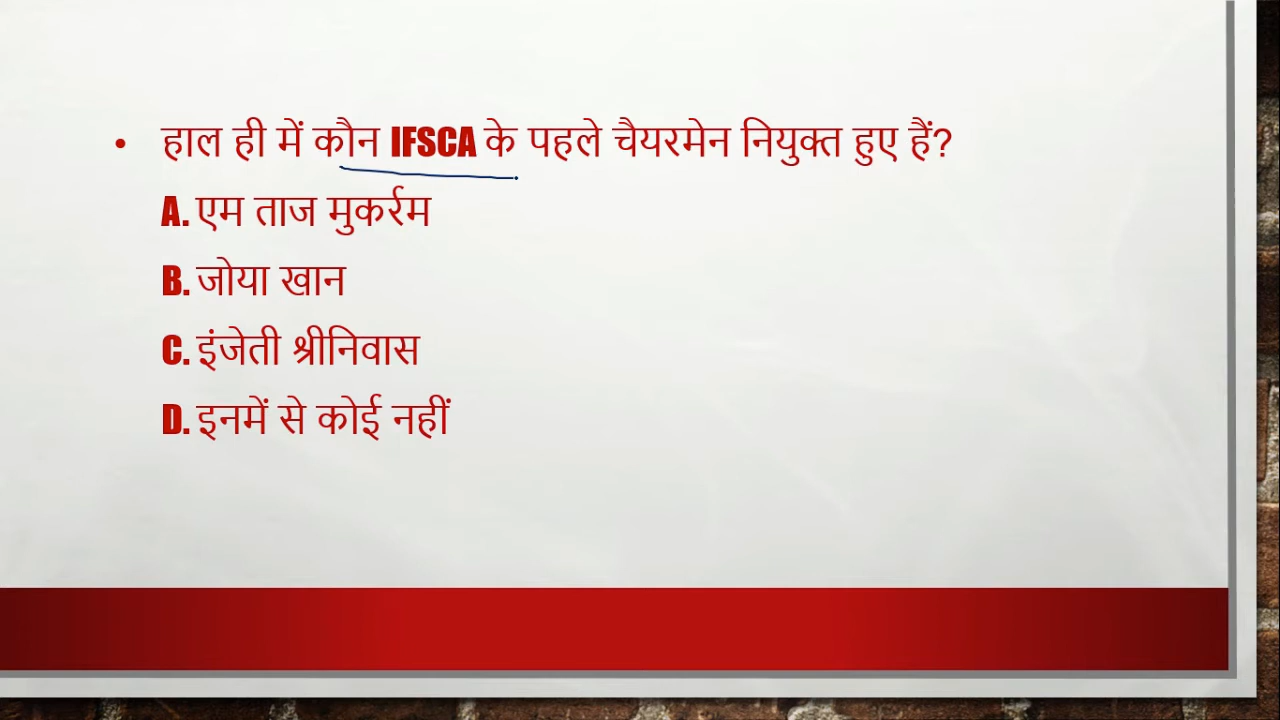 • हाल ही में कौन IFSCA के पहले चैयरमेन नियुक्त हुए हैं?
A. एम ताज मुकर्रम
B. जोया खान
C. इंजेती श्रीनिवास
D. इनमें से कोई नहीं